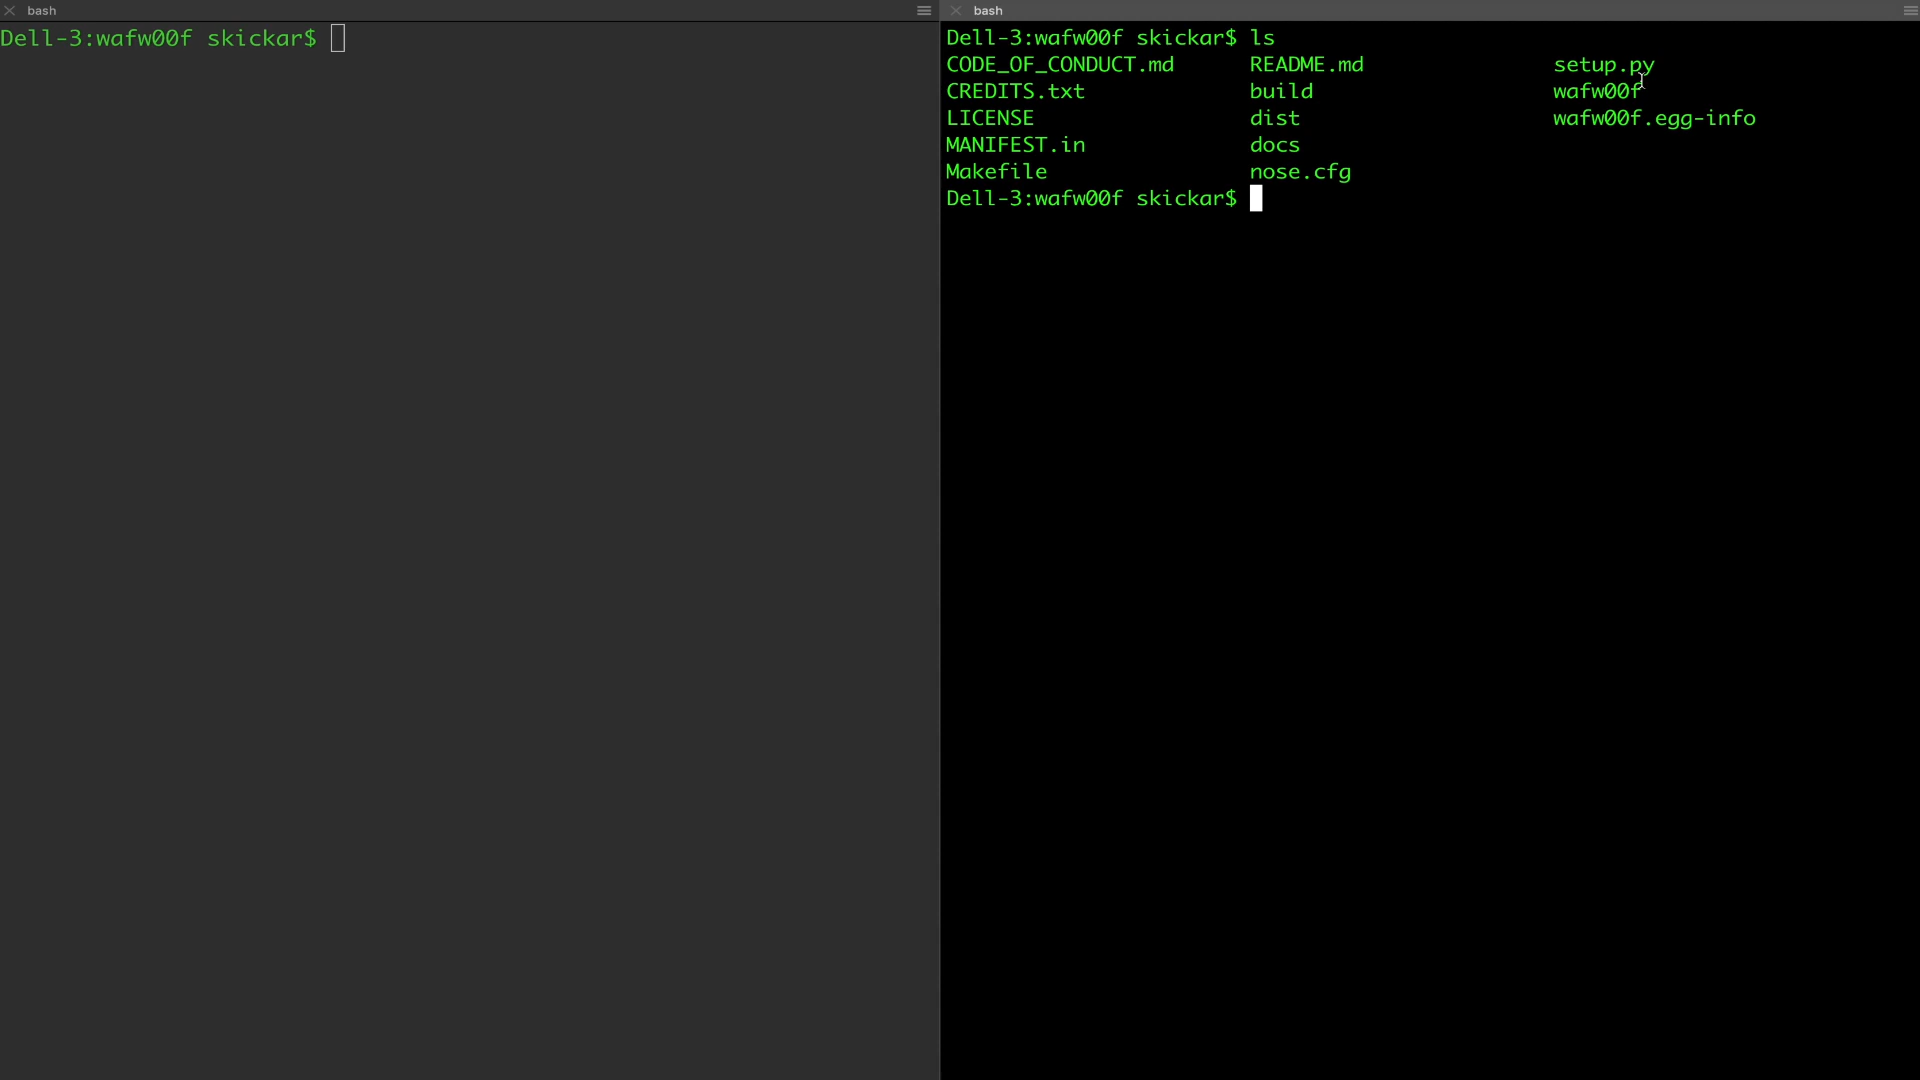 bash
Dell-3:wafw00f skickar$
bash
Dell-3:wafw00f skickar$ ls
CODE_OF_CONDUCT.md README.md setup.py
CREDITS.txt build wafw00f
LICENSE dist wafw00f.egg-info
MANIFEST.in docs
Makefile nose.cfg
Dell-3:wafw00f skickar$